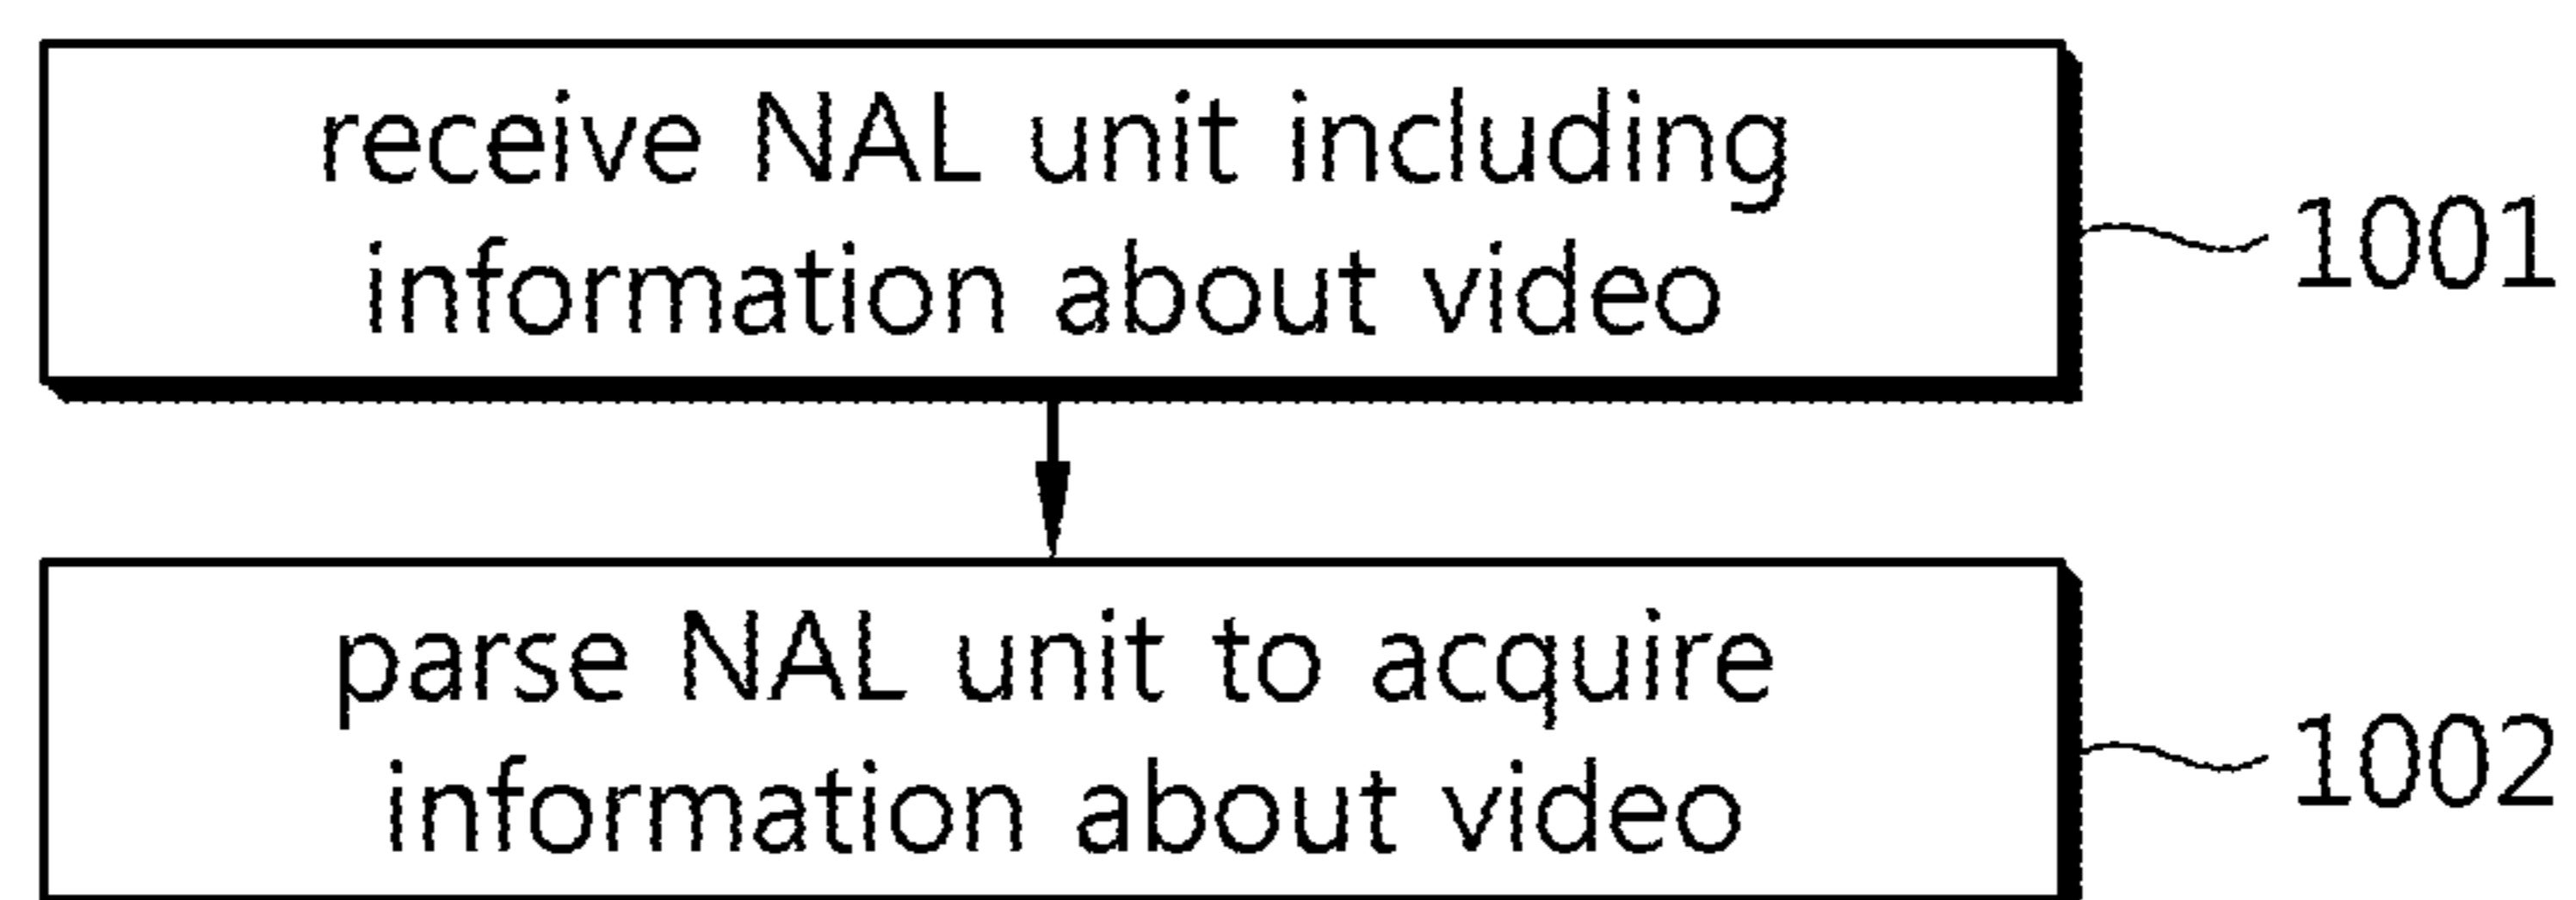 receive NAL unit including
information about video
1001
parse NAL unit to acquire
information about video
1002